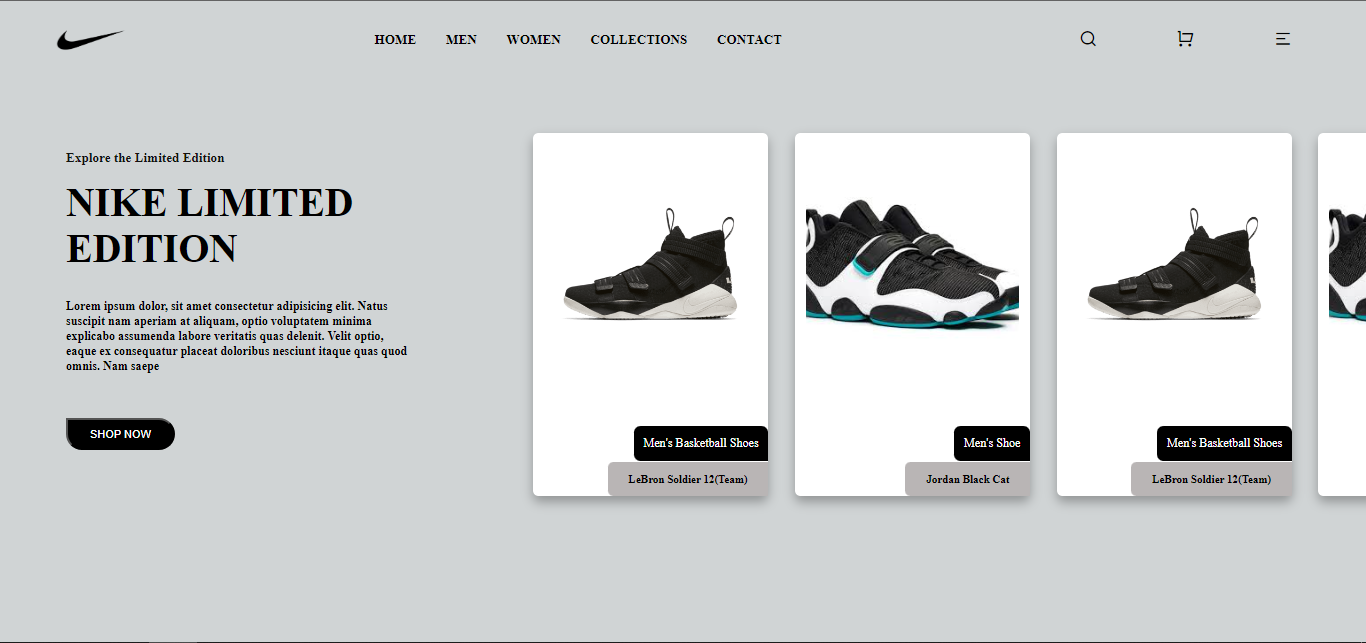 HOME MEN WOMEN COLLECTIONS CONTACT
Explore the Limited Edition
NIKE LIMITED
EDITION
Lorem ipsum dolor, sit amet consectetur adipisicing elit. Natus
suscipit nam aperiam at aliquam, optio voluptatem minima
explicabo assumenda labore veritatis quas delenit. Velit optio,
eaque ex consequatur placeat doloribus nesciunt itaque quas quod
omnis. Nam saepe
SHOP NOW
Men's Basketball Shoes
LeBron Soldier 12(Team)
Men's Shoe
Jordan Black Cat
Men's Basketball Shoes
LeBron Soldier 12(Team)